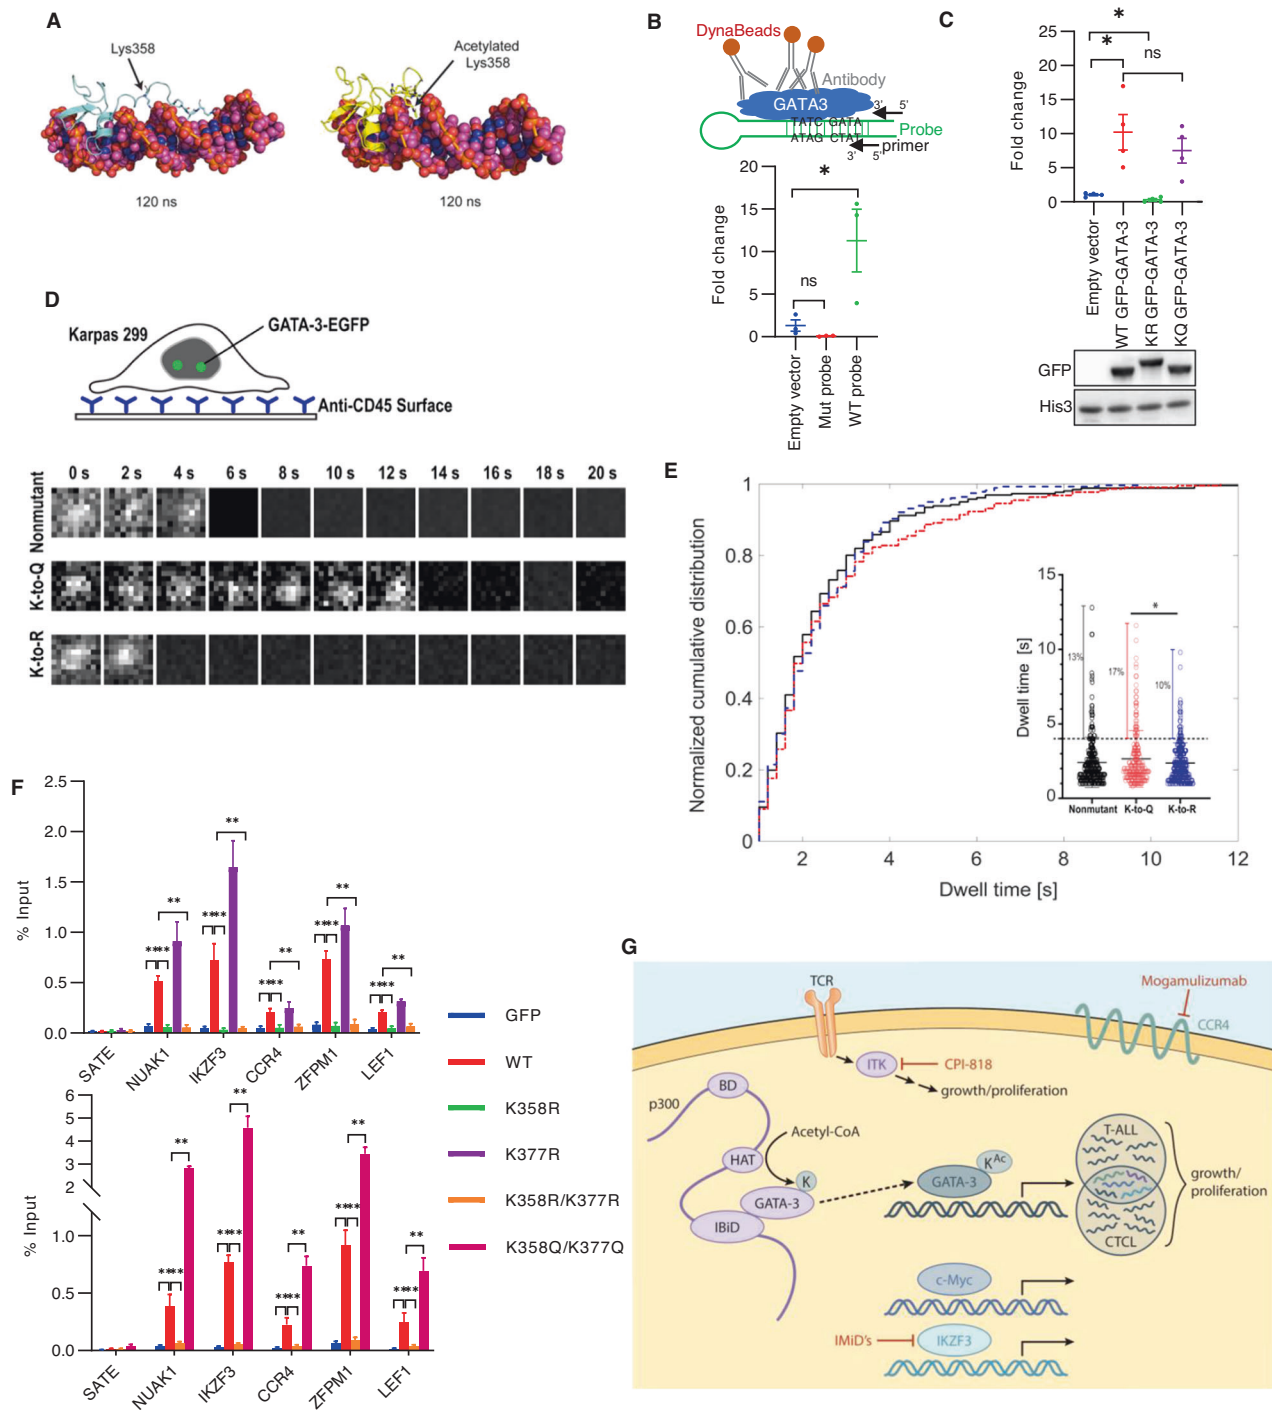 A
Lys358
Acetylated
Lys358
120 ns
120 ns
B
DynaBeads
Antibody
GATA3
3' 5'
TATC GATA
Probe
ATAG CTAT
primer
3' 5'
Fold change
20
15
10
5
0
*
ns
Empty vector
Mut probe
WT probe
C
Fold change
25
20
15
10
5
0
*
*
ns
Empty vector
WT GFP-GATA-3
KR GFP-GATA-3
KQ GFP-GATA-3
GFP
His3
D
Karpas 299
GATA-3-EGFP
Anti-CD45 Surface
0 s 2 s 4 s 6 s 8 s 10 s 12 s 14 s 16 s 18 s 20 s
Nonmutant
K-to-Q
K-to-R
E
Normalized cumulative distribution
1
0.8
0.6
0.4
0.2
0
2 4 6 8 10 12
Dwell time [s]
Dwell time [s]
15
10
5
0
13%
17%
10%
*
Nonmutant K-to-Q K-to-R
F
% Input
2.5
2.0
1.5
1.0
0.5
0.0
** ** **
** ** **
** ** **
** ** **
** ** **
SATE NUAK1 IKZF3 CCR4 ZFPM1 LEF1
% Input
6
5
4
3
2
1.0
0.5
0.0
** ** **
** ** **
** ** **
** ** **
** ** **
SATE NUAK1 IKZF3 CCR4 ZFPM1 LEF1
GFP
WT
K358R
K377R
K358R/K377R
K358Q/K377Q
G
TCR
Mogamulizumab
CCR4
ITK
CPI-818
growth/proliferation
BD
p300
Acetyl-CoA
HAT
K
GATA-3
IBiD
K Ac
GATA-3
T-ALL
CTCL
growth/
proliferation
c-Myc
IMiD's
IKZF3